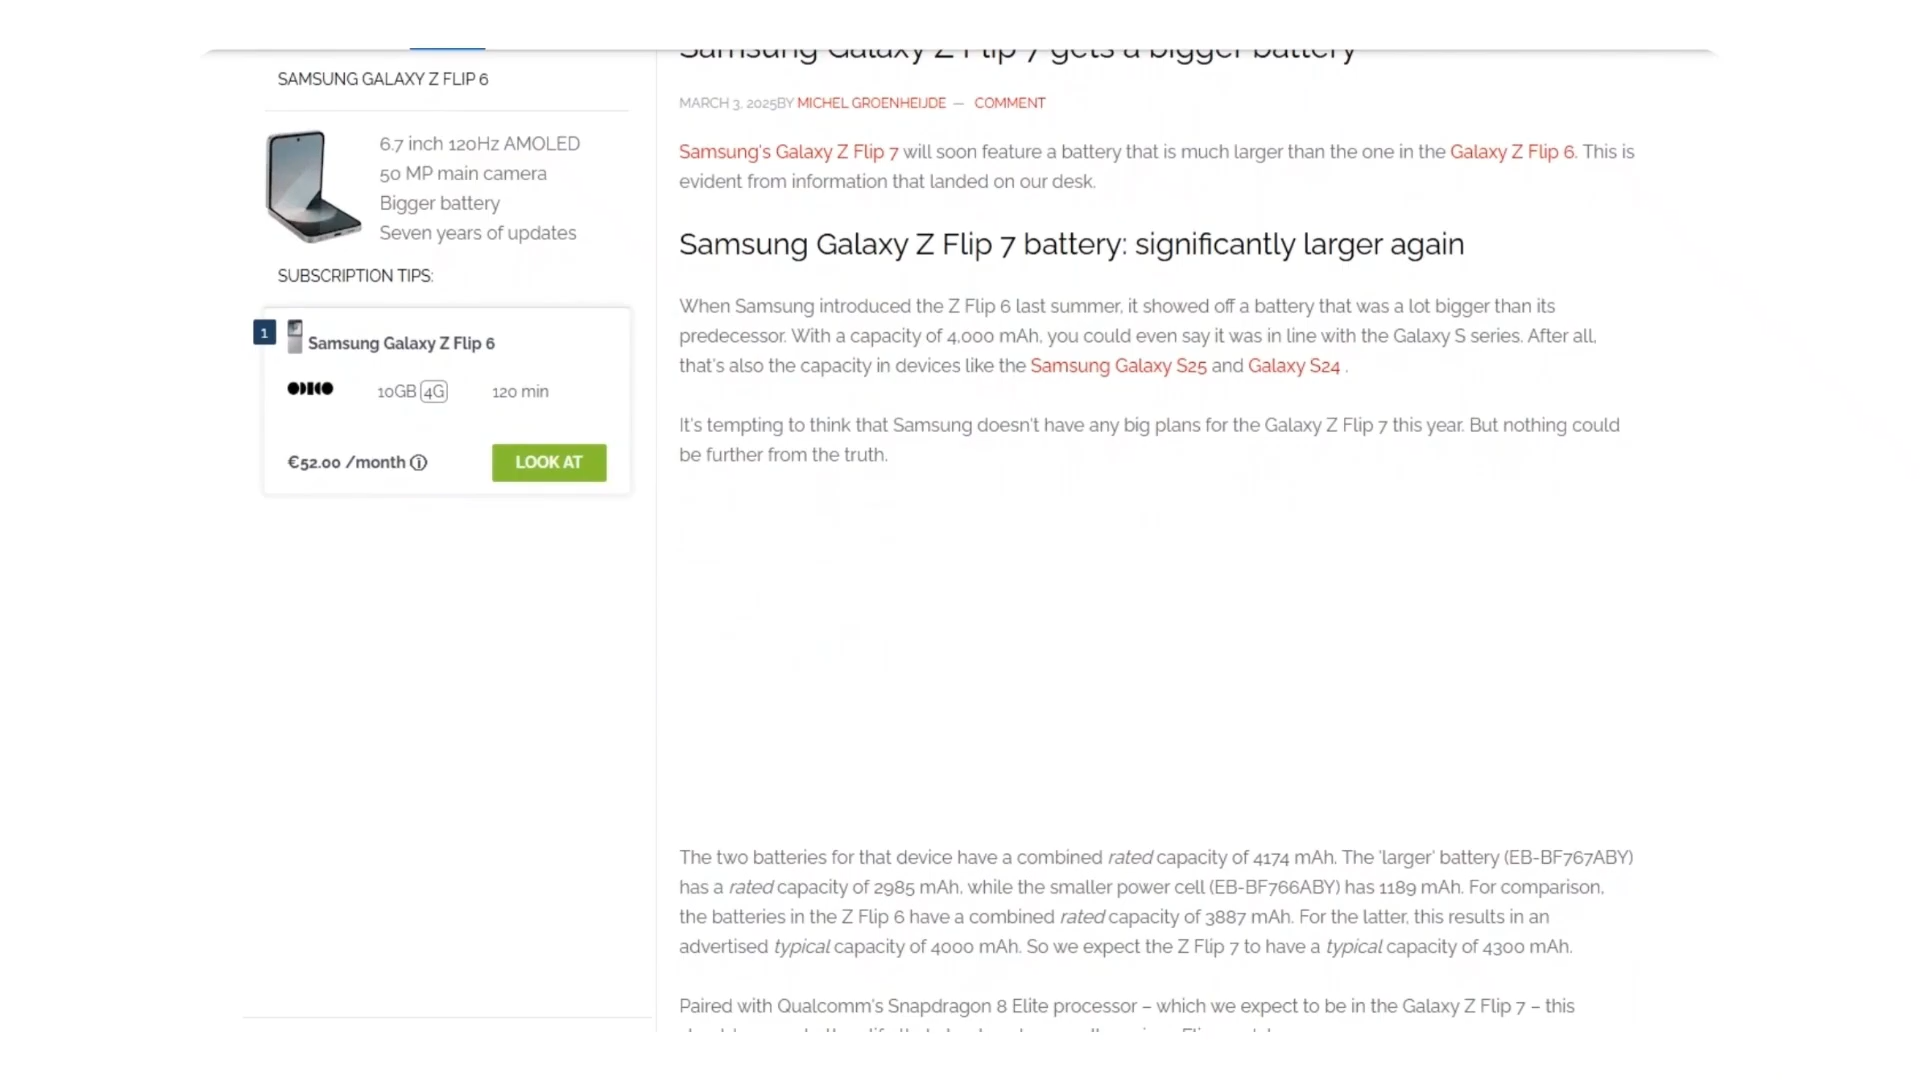 Samsung Galaxy Z Flip 7 gets a bigger battery
SAMSUNG GALAXY Z FLIP 6
6.7 inch 120Hz AMOLED
50 MP main camera
Bigger battery
Seven years of updates
SUBSCRIPTION TIPS:
1
Samsung Galaxy Z Flip 6
10GB 4G 120 min
€52.00 /month
LOOK AT
MARCH 3, 2025BY MICHEL GROENHEIJDE — COMMENT
Samsung's Galaxy Z Flip 7 will soon feature a battery that is much larger than the one in the Galaxy Z Flip 6. This is
evident from information that landed on our desk.
Samsung Galaxy Z Flip 7 battery: significantly larger again
When Samsung introduced the Z Flip 6 last summer, it showed off a battery that was a lot bigger than its
predecessor. With a capacity of 4,000 mAh, you could even say it was in line with the Galaxy S series. After all,
that's also the capacity in devices like the Samsung Galaxy S25 and Galaxy S24 .
It's tempting to think that Samsung doesn't have any big plans for the Galaxy Z Flip 7 this year. But nothing could
be further from the truth.
The two batteries for that device have a combined rated capacity of 4174 mAh. The 'larger' battery (EB-BF767ABY)
has a rated capacity of 2985 mAh, while the smaller power cell (EB-BF766ABY) has 1189 mAh. For comparison,
the batteries in the Z Flip 6 have a combined rated capacity of 3887 mAh. For the latter, this results in an
advertised typical capacity of 4000 mAh. So we expect the Z Flip 7 to have a typical capacity of 4300 mAh.
Paired with Qualcomm's Snapdragon 8 Elite processor – which we expect to be in the Galaxy Z Flip 7 – this